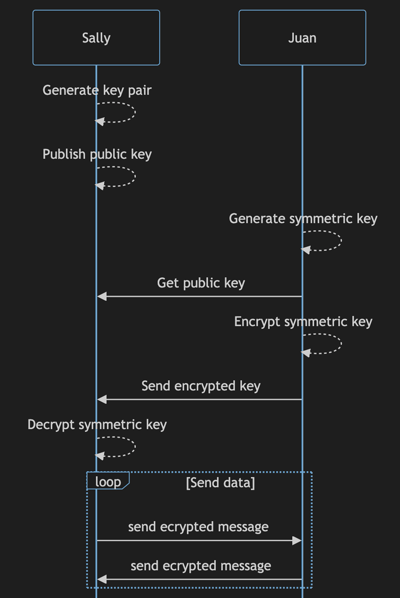 Sally
Juan
Generate key pair
Publish public key
Generate symmetric key
Get public key
Encrypt symmetric key
Send encrypted key
Decrypt symmetric key
loop
[Send data]
send ecrypted message
send ecrypted message